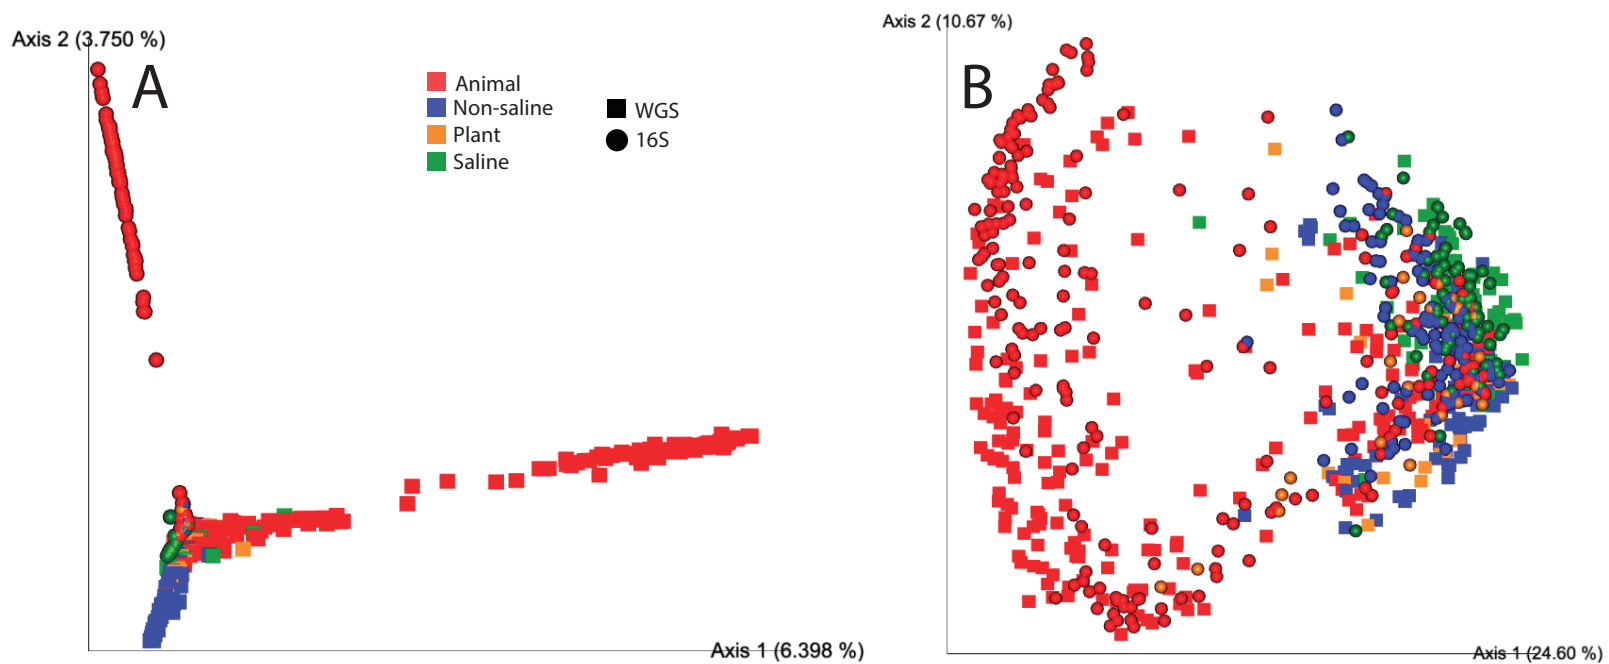 Axis 2 (3.750 %)
A
Animal
Non-saline
Plant
Saline
WGS
16S
Axis 1 (6.398 %)
Axis 2 (10.67 %)
B
Axis 1 (24.60 %)